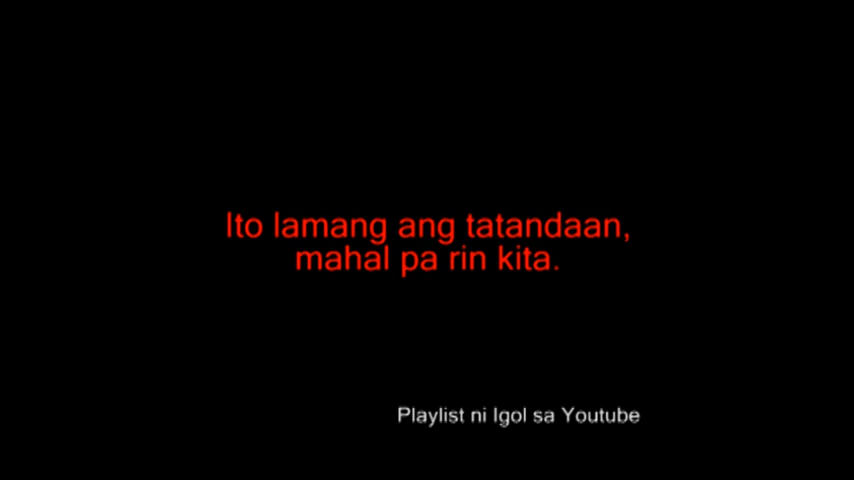 Ito lamang ang tatandaan,
mahal pa rin kita.
Playlist ni Igol sa Youtube